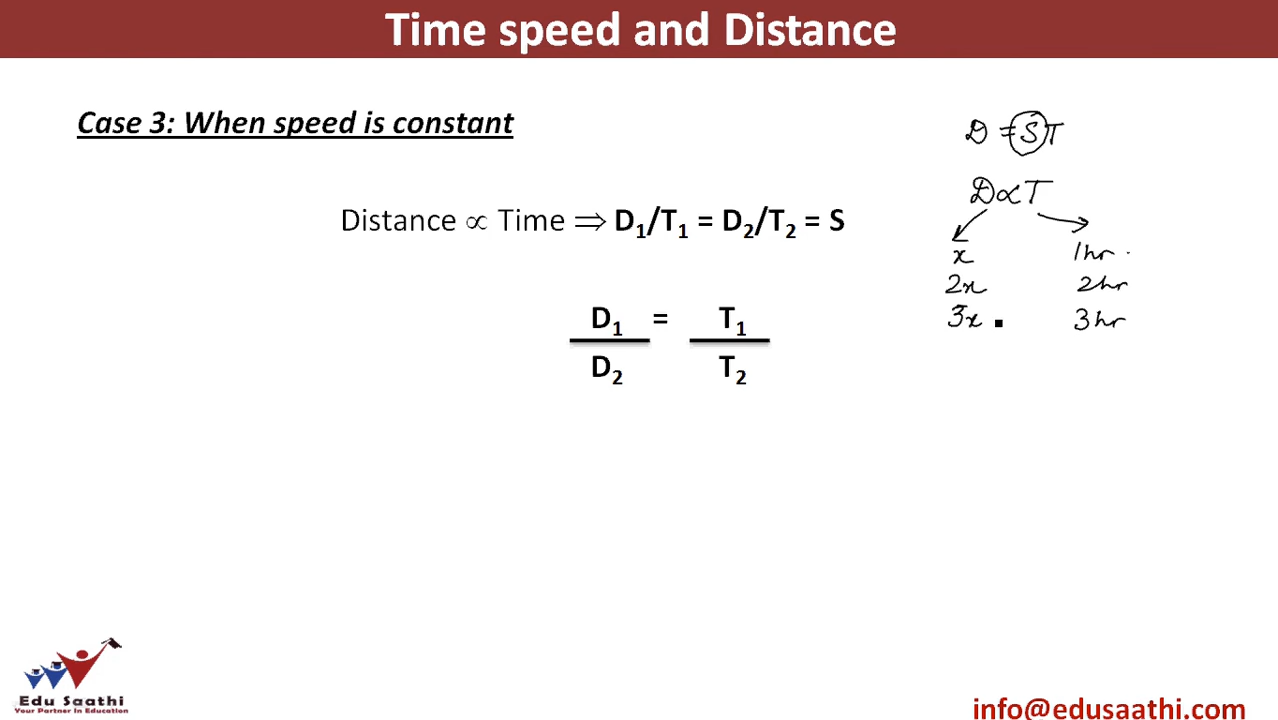 Time speed and Distance
Case 3: When speed is constant
Distance ∝ Time ⇒ D₁/T₁ = D₂/T₂ = S
D₁ = T₁
D₂ T₂
D = ST
D∝T
x 1hr
2x 2hr
3x 3hr
Edu Saathi
Your Partner In Education
info@edusaathi.com